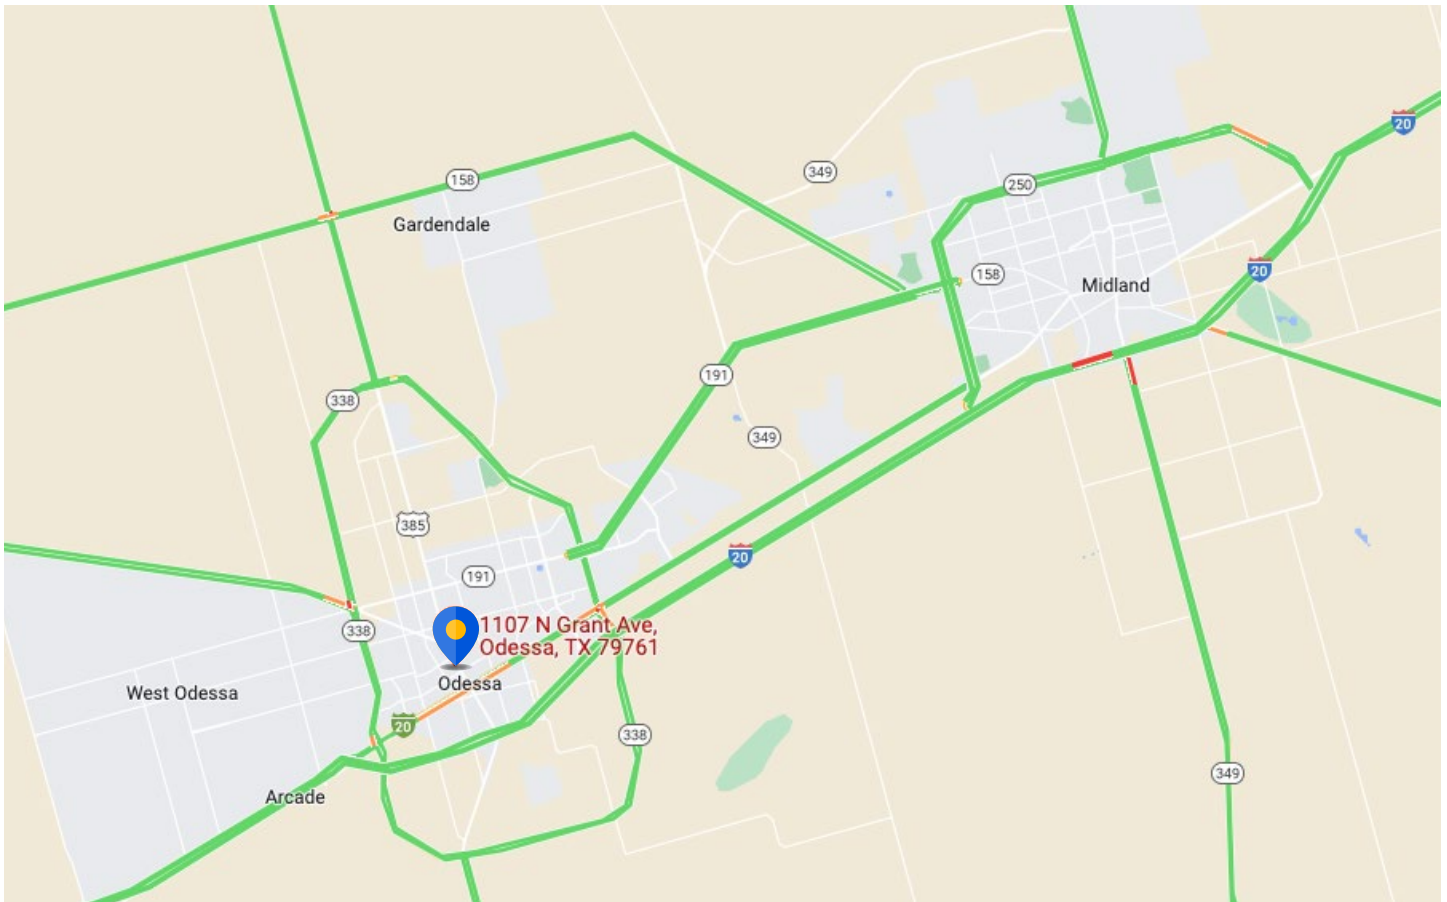 20
349
158
250
Gardendale
20
158
Midland
191
338
349
385
20
191
1107 N Grant Ave,
Odessa, TX 79761
338
Odessa
West Odessa
20
338
349
Arcade